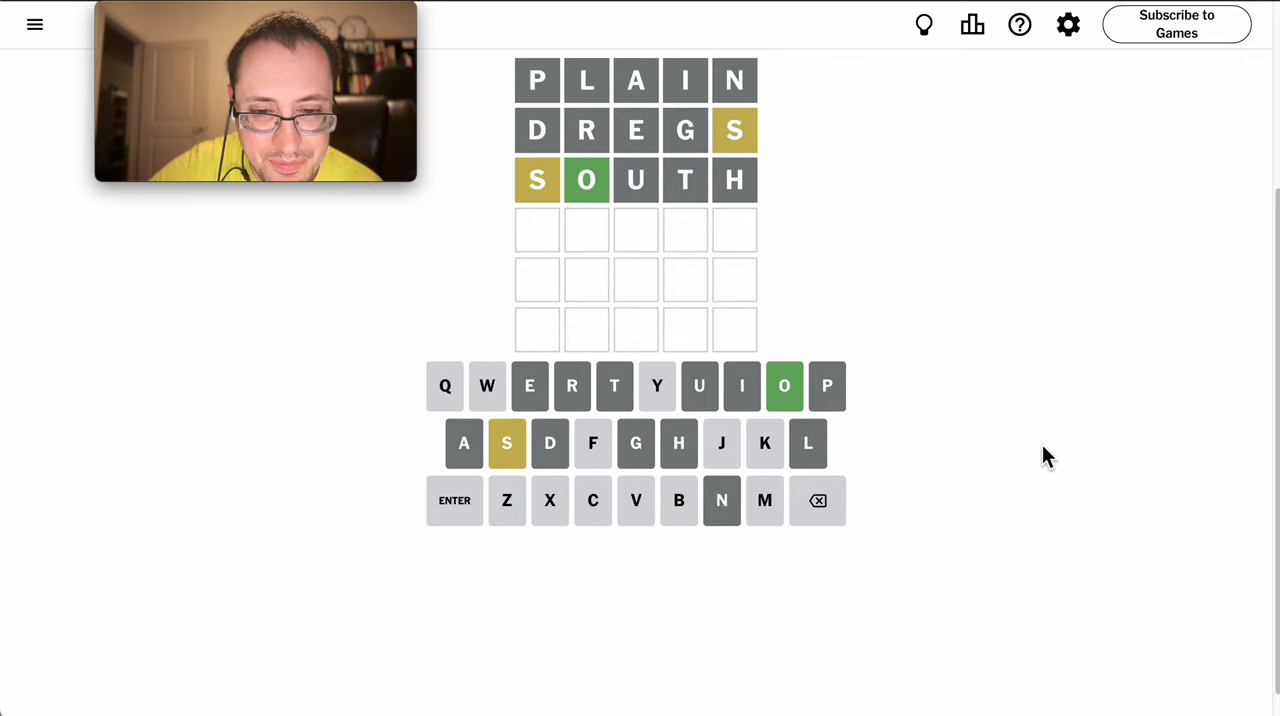 Subscribe to
Games
P L A I N
D R E G S
S O U T H
Q W E R T Y U I O P
A S D F G H J K L
ENTER Z X C V B N M